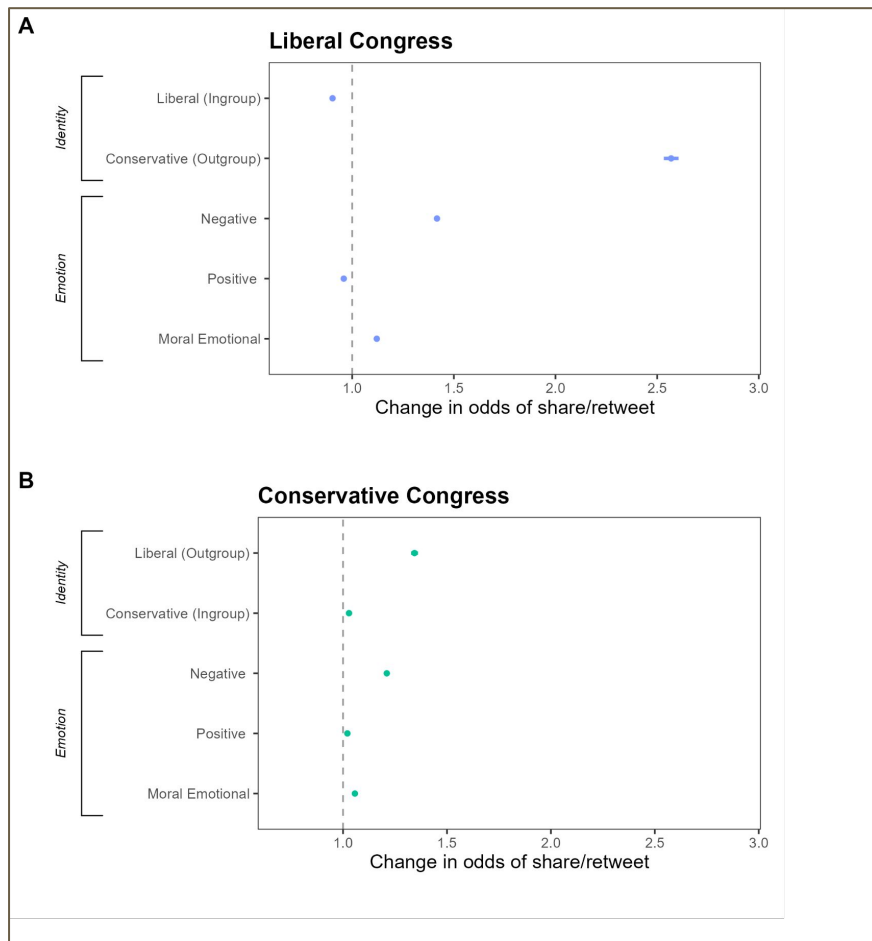 A
Liberal Congress
Identity
Liberal (Ingroup)
Conservative (Outgroup)
Emotion
Negative
Positive
Moral Emotional
1.0 1.5 2.0 2.5 3.0
Change in odds of share/retweet
B
Conservative Congress
Identity
Liberal (Outgroup)
Conservative (Ingroup)
Emotion
Negative
Positive
Moral Emotional
1.0 1.5 2.0 2.5 3.0
Change in odds of share/retweet